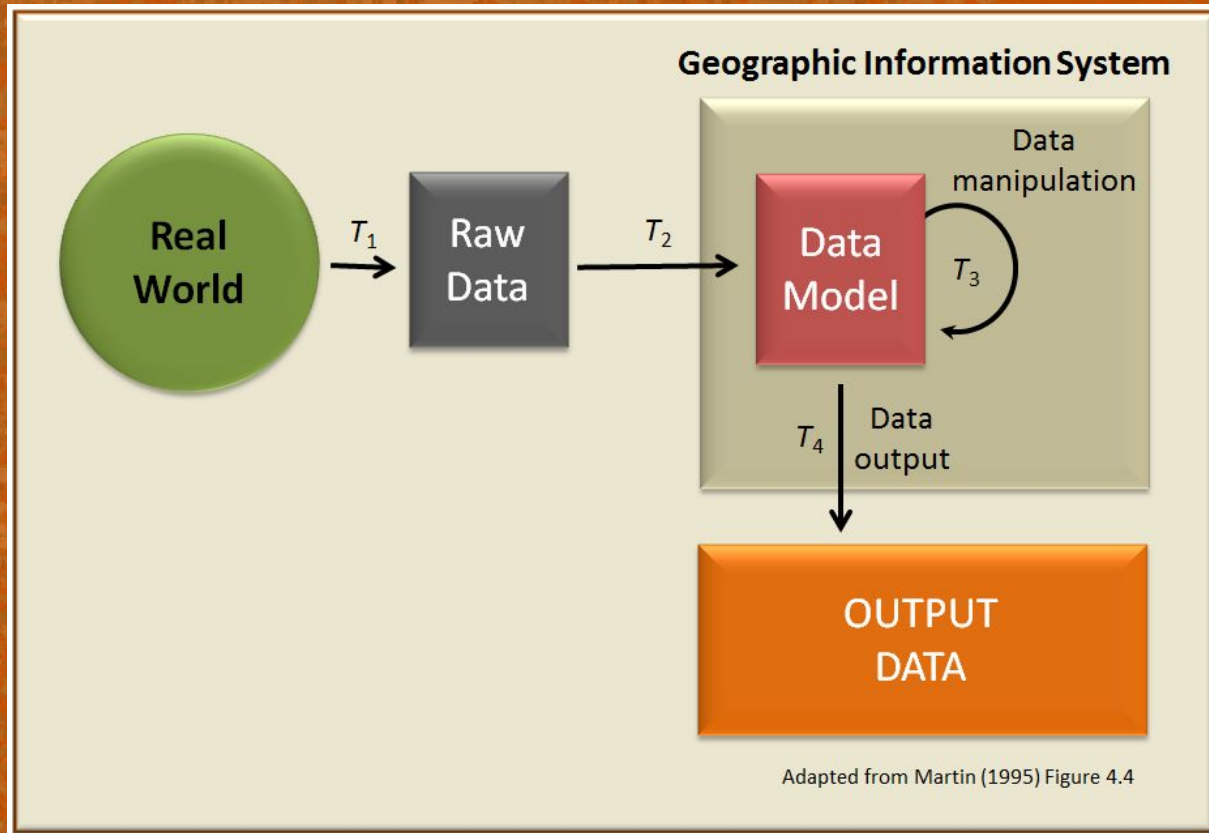 Geographic Information System
Real
World
T₁
Raw
Data
T₂
Data
Model
Data
manipulation
T₃
T₄
Data
output
OUTPUT
DATA
Adapted from Martin (1995) Figure 4.4